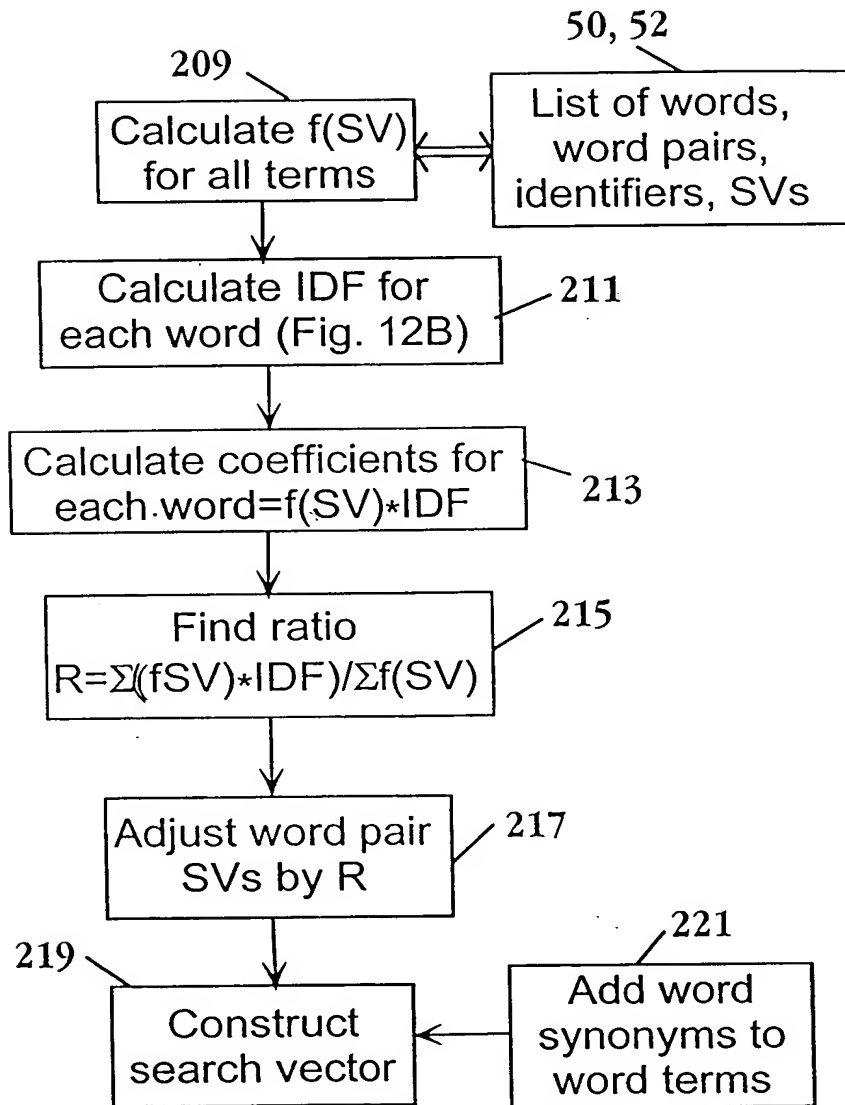 50, 52
209
Calculate f(SV)
for all terms
List of words,
word pairs,
identifiers, SVs
Calculate IDF for
each word (Fig. 12B)
211
Calculate coefficients for
each.word=f(SV)*IDF
213
Find ratio
R=Σ((fSV)*IDF)/Σf(SV)
215
Adjust word pair
SVs by R
217
219
Construct
search vector
221
Add word
synonyms to
word terms